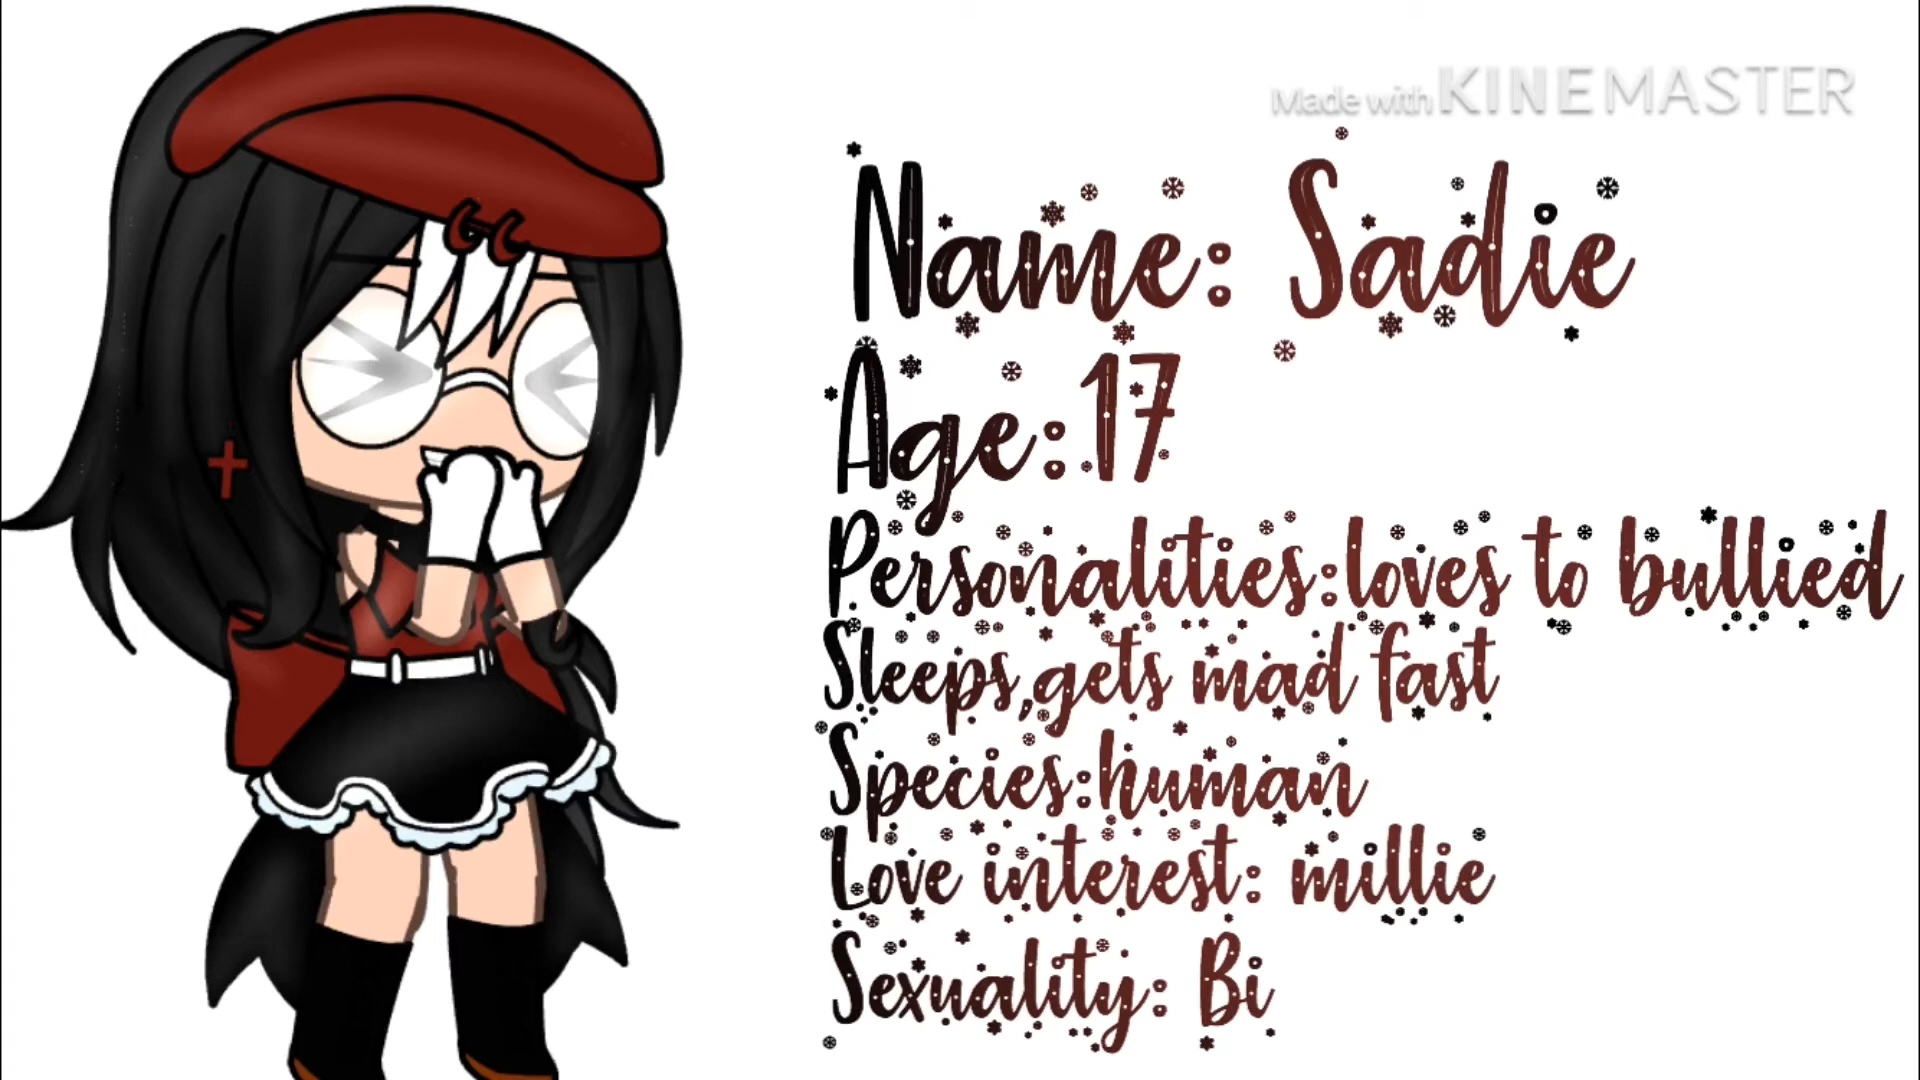 Made with KINEMASTER
Name: Sadie
Age:17
Personalities:loves to bullied
Sleeps,gets mad fast
Species:human
Love interest: millie
Sexuality: Bi